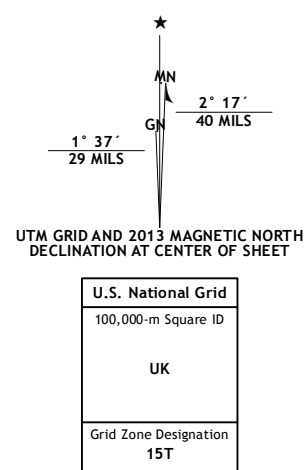 ★
MN
GN
2° 17´
40 MILS
1° 37´
29 MILS
UTM GRID AND 2013 MAGNETIC NORTH
DECLINATION AT CENTER OF SHEET
U.S. National Grid
100,000-m Square ID
UK
Grid Zone Designation
15T